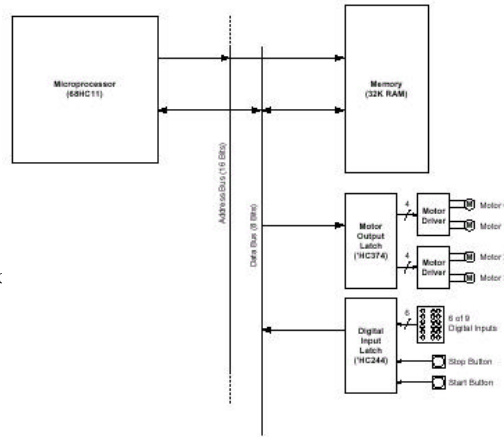 Microprocessor
(68HC11)
Memory
(32K RAM)
Address Bus (16 Bits)
Data Bus (8 Bits)
Motor
Output
Latch
('HC374)
4
Motor
Driver
M
Motor
M
Motor
4
Motor
Driver
M
Motor
M
Motor
Digital
Input
Latch
('HC244)
6
6 of 9
Digital Inputs
Stop Button
Start Button